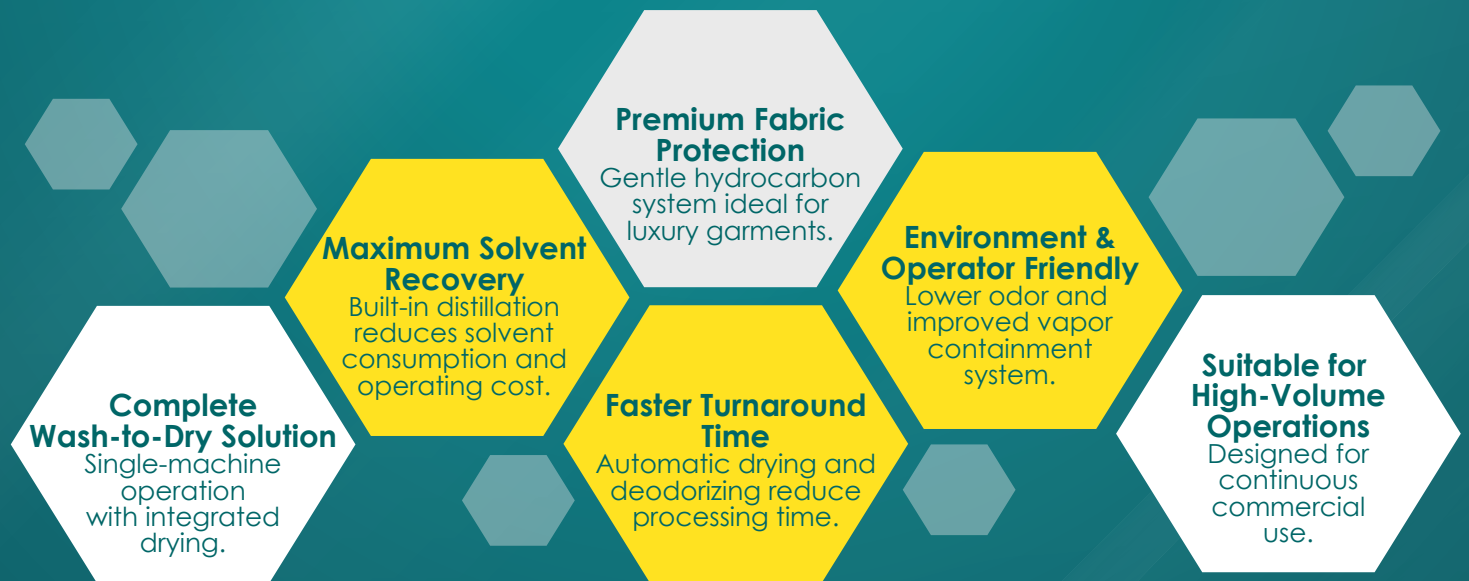 Premium Fabric
Protection
Gentle hydrocarbon
system ideal for
luxury garments.
Maximum Solvent
Recovery
Built-in distillation
reduces solvent
consumption and
operating cost.
Environment &
Operator Friendly
Lower odor and
improved vapor
containment
system.
Complete
Wash-to-Dry Solution
Single-machine
operation
with integrated
drying.
Faster Turnaround
Time
Automatic drying and
deodorizing reduce
processing time.
Suitable for
High-Volume
Operations
Designed for
continuous
commercial
use.